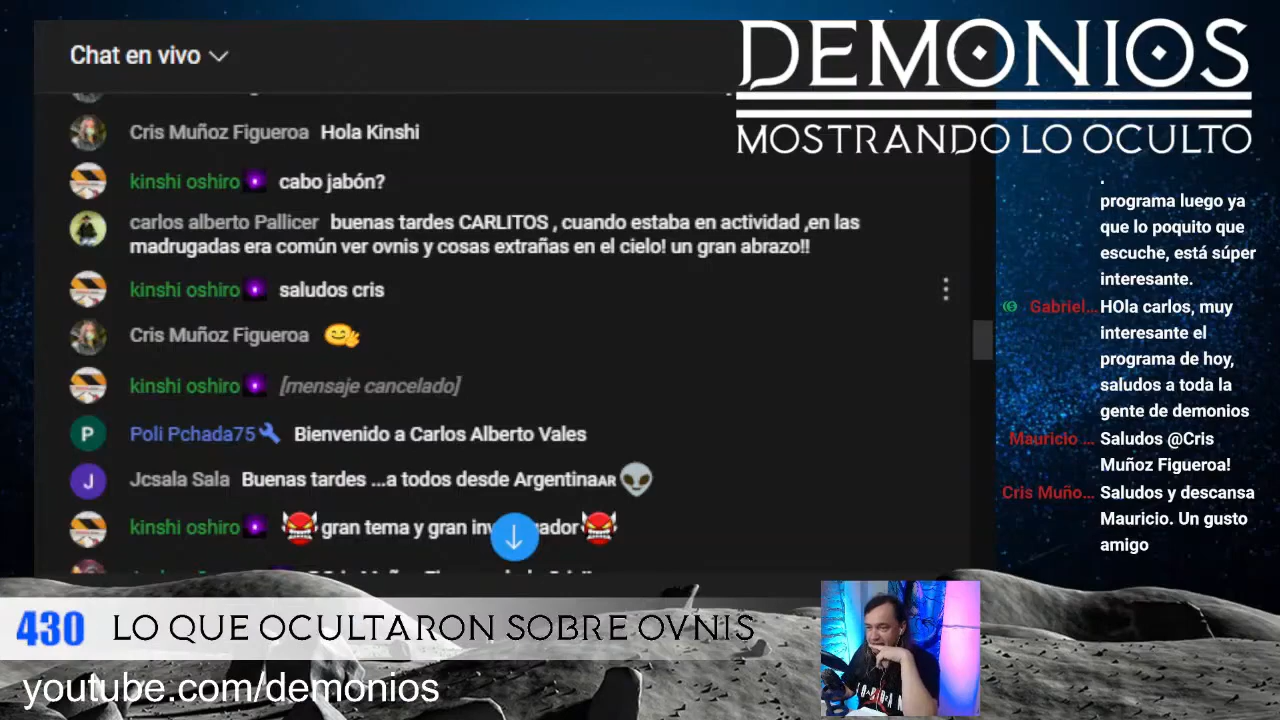 Chat en vivo
DEMONIOS
MOSTRANDO LO OCULTO
Cris Muñoz Figueroa Hola Kinshi
kinshi oshiro cabo jabón?
carlos alberto Pallicer buenas tardes CARLITOS , cuando estaba en actividad ,en las
madrugadas era común ver ovnis y cosas extrañas en el cielo! un gran abrazo!!
kinshi oshiro saludos cris
Cris Muñoz Figueroa 😊👋
kinshi oshiro [mensaje cancelado]
P Poli Pchada75 Bienvenido a Carlos Alberto Vales
J Jcsala Sala Buenas tardes ...a todos desde ArgentinaAR 👽
kinshi oshiro gran tema y gran
.
programa luego ya
que lo poquito que
escuche, está súper
interesante.
Gabriel... HOla carlos, muy
interesante el
programa de hoy,
saludos a toda la
gente de demonios
Mauricio ... Saludos @Cris
Muñoz Figueroa!
Cris Muño... Saludos y descansa
Mauricio. Un gusto
amigo
430 LO QUE OCULTARON SOBRE OVNIS
youtube.com/demonios